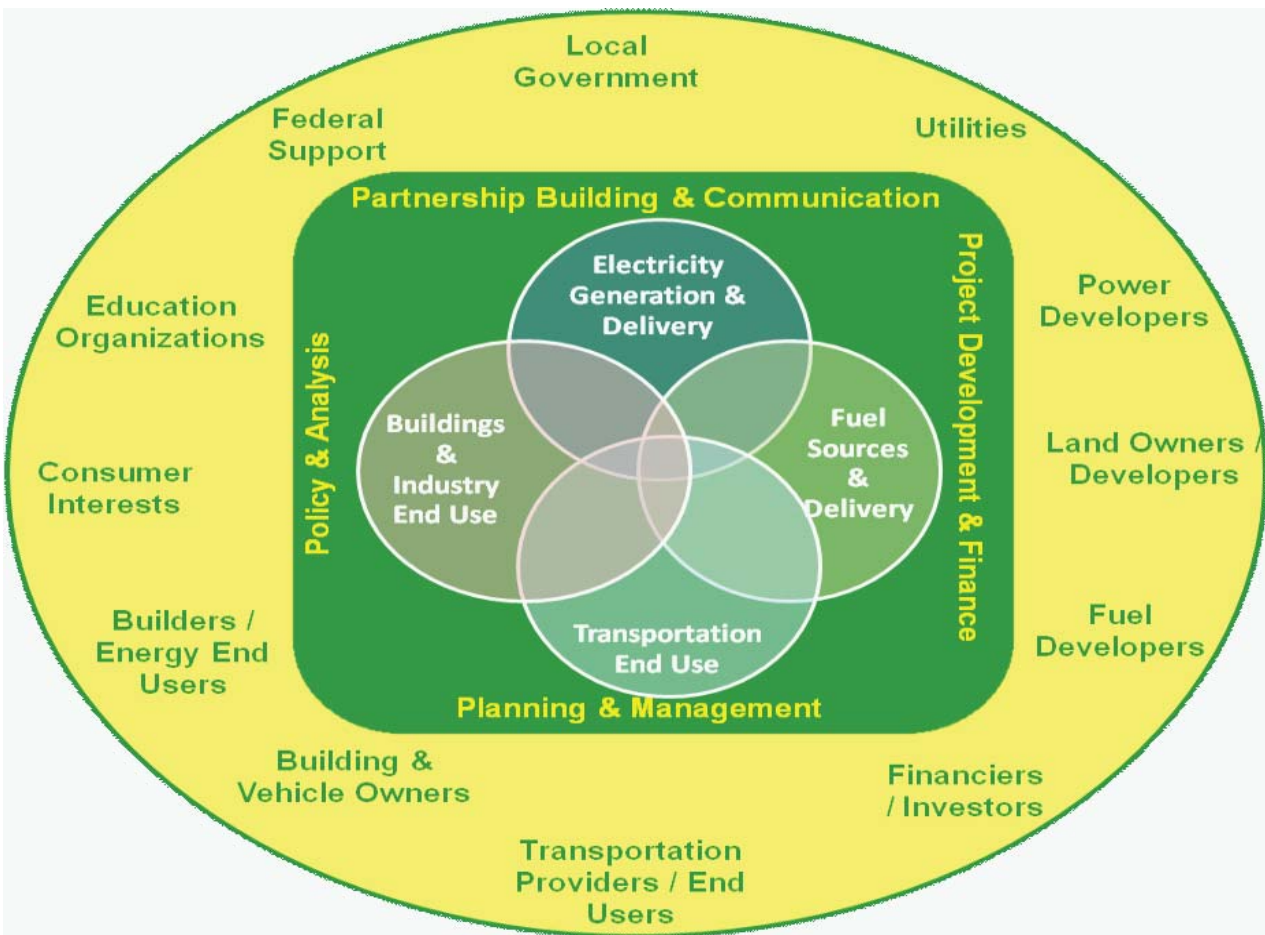 Local
Government
Federal
Support
Utilities
Partnership Building & Communication
Electricity
Generation &
Delivery
Project Development & Finance
Power
Developers
Education
Organizations
Policy & Analysis
Buildings
&
Industry
End Use
Fuel
Sources
&
Delivery
Land Owners /
Developers
Consumer
Interests
Transportation
End Use
Fuel
Developers
Builders /
Energy End
Users
Planning & Management
Building &
Vehicle Owners
Financiers
/ Investors
Transportation
Providers / End
Users